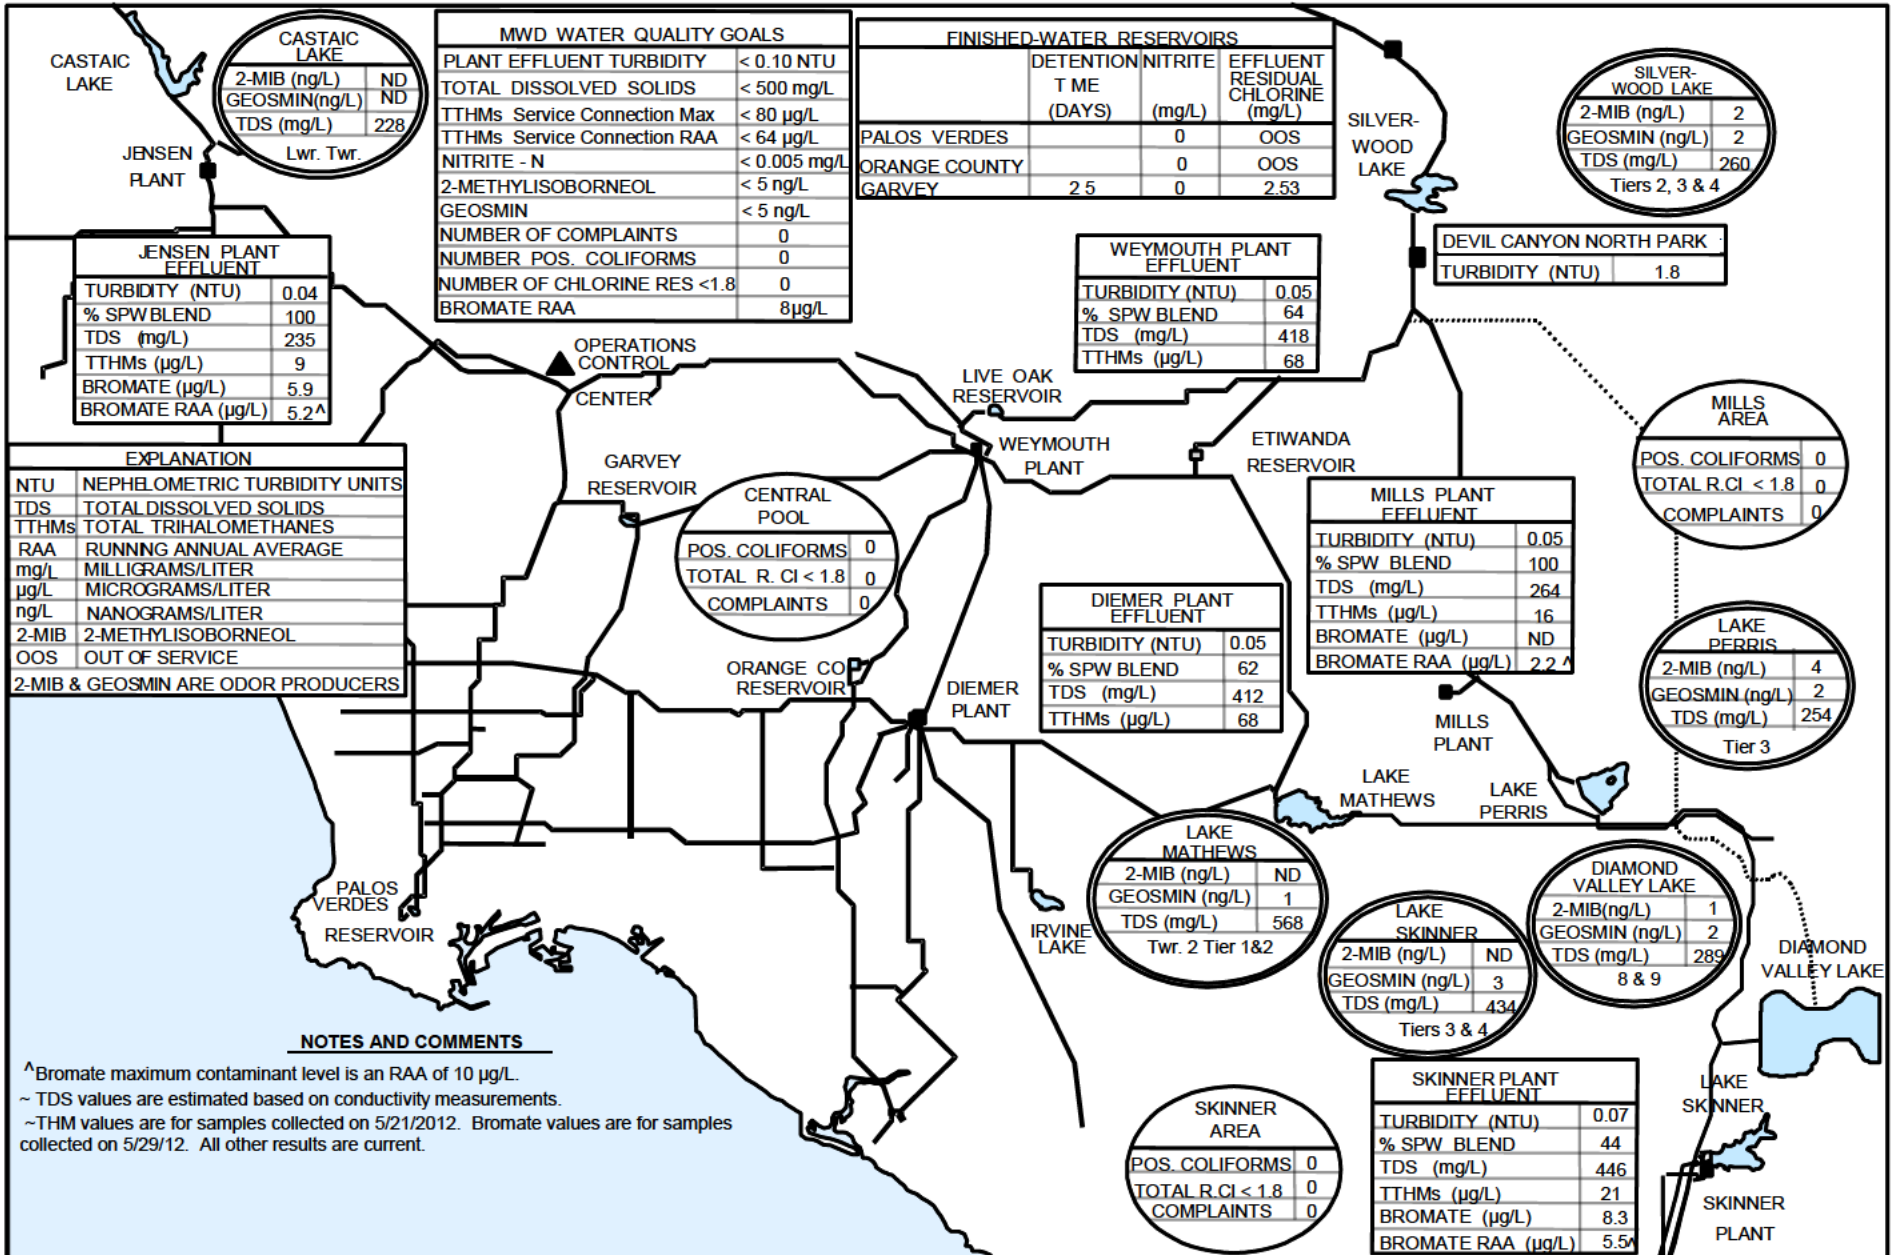 CASTAIC
LAKE
CASTAIC
LAKE
2-MIB (ng/L) ND
GEOSMIN(ng/L) ND
TDS (mg/L) 228
Lwr. Twr.
JENSEN
PLANT
MWD WATER QUALITY GOALS
PLANT EFFLUENT TURBIDITY < 0.10 NTU
TOTAL DISSOLVED SOLIDS < 500 mg/L
TTHMs Service Connection Max < 80 µg/L
TTHMs Service Connection RAA < 64 µg/L
NITRITE - N < 0.005 mg/L
2-METHYLISOBORNEOL < 5 ng/L
GEOSMIN < 5 ng/L
NUMBER OF COMPLAINTS 0
NUMBER POS. COLIFORMS 0
NUMBER OF CHLORINE RES <1.8 0
BROMATE RAA 8µg/L
FINISHED-WATER RESERVOIRS
DETENTION NITRITE EFFLUENT
RESIDUAL
T ME CHLORINE
(DAYS) (mg/L) (mg/L)
PALOS VERDES 0 OOS
ORANGE COUNTY 0 OOS
GARVEY 2 5 0 2.53
SILVER-
WOOD
LAKE
SILVER-
WOOD LAKE
2-MIB (ng/L) 2
GEOSMIN (ng/L) 2
TDS (mg/L) 260
Tiers 2, 3 & 4
DEVIL CANYON NORTH PARK
TURBIDITY (NTU) 1.8
JENSEN PLANT
EFFLUENT
TURBIDITY (NTU) 0.04
% SPW BLEND 100
TDS (mg/L) 235
TTHMs (µg/L) 9
BROMATE (µg/L) 5.9
BROMATE RAA (µg/L) 5.2^
WEYMOUTH PLANT
EFFLUENT
TURBIDITY (NTU) 0.05
% SPW BLEND 64
TDS (mg/L) 418
TTHMs (µg/L) 68
OPERATIONS
CONTROL
CENTER
LIVE OAK
RESERVOIR
WEYMOUTH
PLANT
ETIWANDA
RESERVOIR
GARVEY
RESERVOIR
MILLS
AREA
POS. COLIFORMS 0
TOTAL R.Cl < 1.8 0
COMPLAINTS 0
EXPLANATION
NTU NEPHELOMETRIC TURBIDITY UNITS
TDS TOTAL DISSOLVED SOLIDS
TTHMs TOTAL TRIHALOMETHANES
RAA RUNNING ANNUAL AVERAGE
mg/L MILLIGRAMS/LITER
µg/L MICROGRAMS/LITER
ng/L NANOGRAMS/LITER
2-MIB 2-METHYLISOBORNEOL
OOS OUT OF SERVICE
2-MIB & GEOSMIN ARE ODOR PRODUCERS
CENTRAL
POOL
POS. COLIFORMS 0
TOTAL R. Cl < 1.8 0
COMPLAINTS 0
MILLS PLANT
EFFLUENT
TURBIDITY (NTU) 0.05
% SPW BLEND 100
TDS (mg/L) 264
TTHMs (µg/L) 16
BROMATE (µg/L) ND
BROMATE RAA (µg/L) 2.2 ^
DIEMER PLANT
EFFLUENT
TURBIDITY (NTU) 0.05
% SPW BLEND 62
TDS (mg/L) 412
TTHMs (µg/L) 68
LAKE
PERRIS
2-MIB (ng/L) 4
GEOSMIN (ng/L) 2
TDS (mg/L) 254
Tier 3
ORANGE CO
RESERVOIR
DIEMER
PLANT
MILLS
PLANT
LAKE
MATHEWS
LAKE
PERRIS
LAKE
MATHEWS
2-MIB (ng/L) ND
GEOSMIN (ng/L) 1
TDS (mg/L) 568
Twr. 2 Tier 1&2
DIAMOND
VALLEY LAKE
2-MIB(ng/L) 1
GEOSMIN (ng/L) 2
TDS (mg/L) 289
8 & 9
LAKE
SKINNER
2-MIB (ng/L) ND
GEOSMIN (ng/L) 3
TDS (mg/L) 434
Tiers 3 & 4
PALOS
VERDES
RESERVOIR
IRVINE
LAKE
DIAMOND
VALLEY LAKE
NOTES AND COMMENTS
^Bromate maximum contaminant level is an RAA of 10 µg/L.
~ TDS values are estimated based on conductivity measurements.
~THM values are for samples collected on 5/21/2012. Bromate values are for samples
collected on 5/29/12. All other results are current.
SKINNER
AREA
POS. COLIFORMS 0
TOTAL R.Cl < 1.8 0
COMPLAINTS 0
SKINNER PLANT
EFFLUENT
TURBIDITY (NTU) 0.07
% SPW BLEND 44
TDS (mg/L) 446
TTHMs (µg/L) 21
BROMATE (µg/L) 8.3
BROMATE RAA (µg/L) 5.5^
LAKE
SKINNER
SKINNER
PLANT